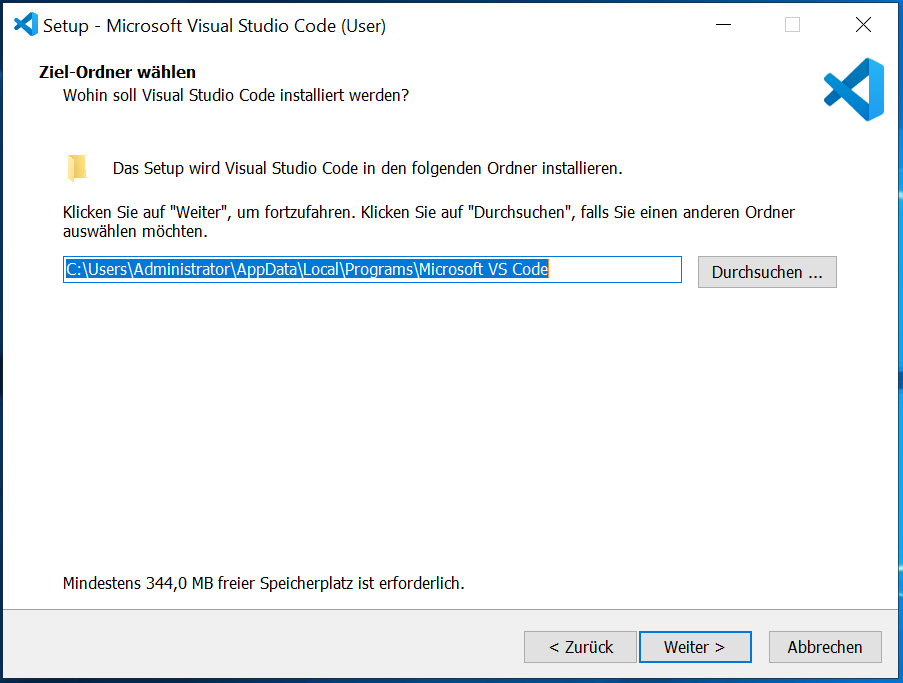 Setup - Microsoft Visual Studio Code (User)
Ziel-Ordner wählen
Wohin soll Visual Studio Code installiert werden?
Das Setup wird Visual Studio Code in den folgenden Ordner installieren.
Klicken Sie auf "Weiter", um fortzufahren. Klicken Sie auf "Durchsuchen", falls Sie einen anderen Ordner
auswählen möchten.
C:\Users\Administrator\AppData\Local\Programs\Microsoft VS Code
Durchsuchen ...
Mindestens 344,0 MB freier Speicherplatz ist erforderlich.
< Zurück
Weiter >
Abbrechen